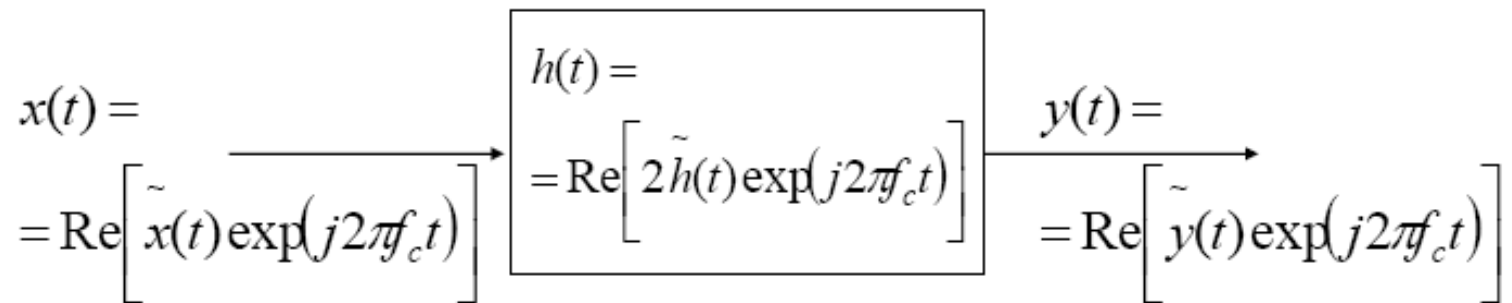 x(t) =
= Re[x̃(t)exp(j2πf_c t)]
h(t) =
= Re[2h̃(t)exp(j2πf_c t)]
y(t) =
= Re[ỹ(t)exp(j2πf_c t)]